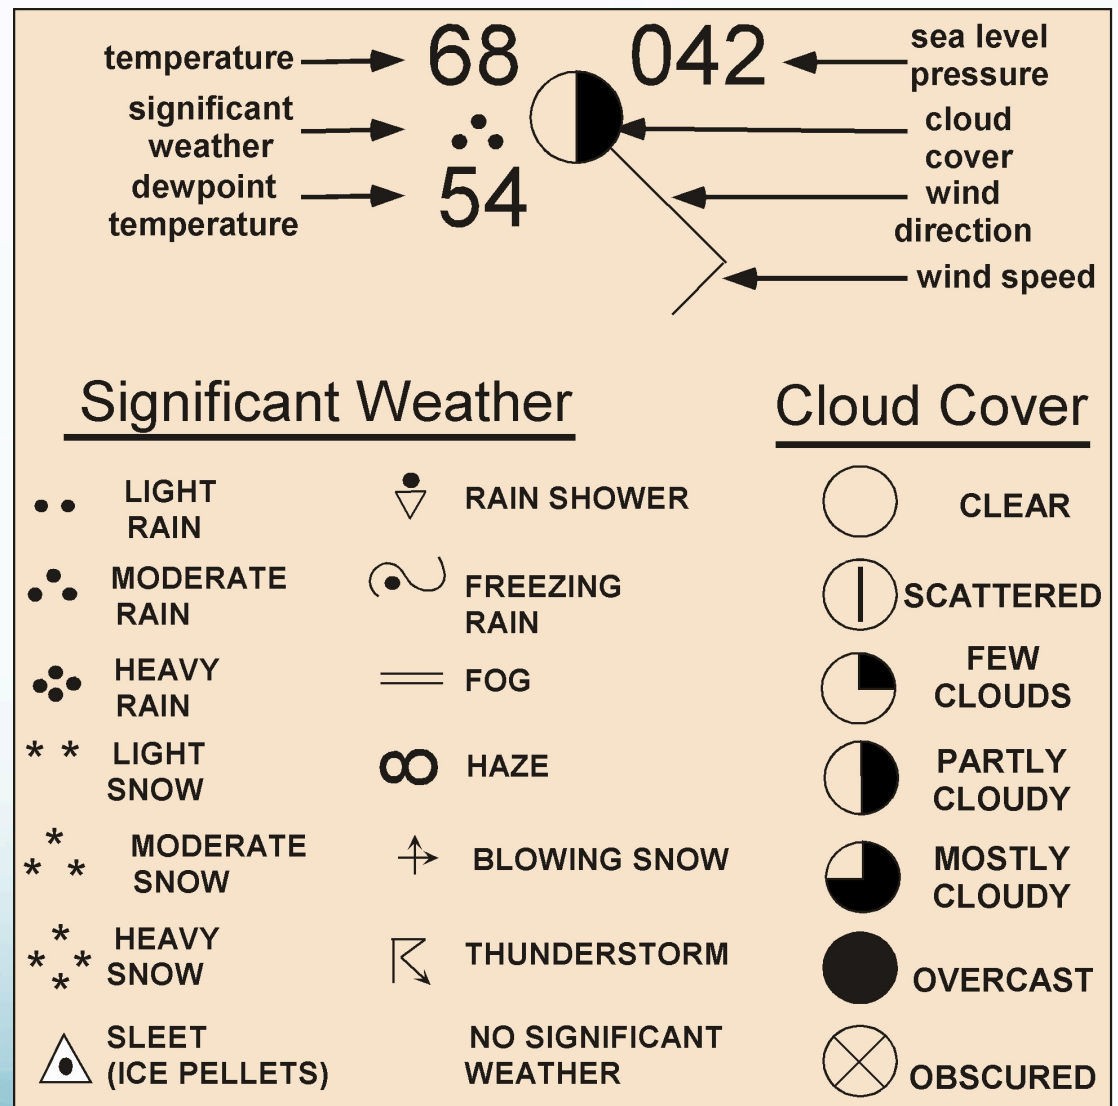 temperature
68
042
sea level
pressure
significant
weather
cloud
cover
dewpoint
temperature
54
wind
direction
wind speed
Significant Weather
LIGHT
RAIN
MODERATE
RAIN
HEAVY
RAIN
* * LIGHT
SNOW
MODERATE
SNOW
HEAVY
SNOW
SLEET
(ICE PELLETS)
RAIN SHOWER
FREEZING
RAIN
FOG
HAZE
BLOWING SNOW
THUNDERSTORM
NO SIGNIFICANT
WEATHER
Cloud Cover
CLEAR
SCATTERED
FEW
CLOUDS
PARTLY
CLOUDY
MOSTLY
CLOUDY
OVERCAST
OBSCURED